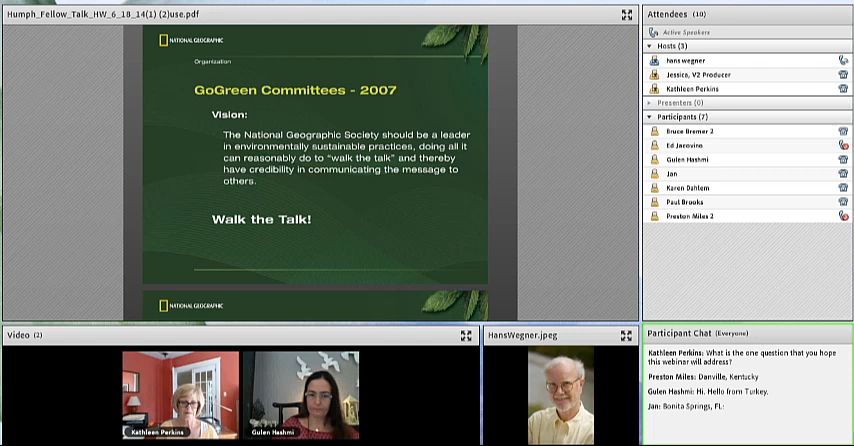 Humph_Fellow_Talk_HW_6_18_14(1) (2)use.pdf
NATIONAL GEOGRAPHIC
Organization
GoGreen Committees - 2007
Vision:
The National Geographic Society should be a leader
in environmentally sustainable practices, doing all it
can reasonably do to “walk the talk” and thereby
have credibility in communicating the message to
others.
Walk the Talk!
NATIONAL GEOGRAPHIC
Attendees (10)
Active Speakers
Hosts (3)
hans wegner
Jessica, V2 Producer
Kathleen Perkins
Presenters (0)
Participants (7)
Bruce Bremer 2
Ed Jacovino
Gulen Hashmi
Jan
Karen Dahlem
Paul Brooks
Preston Miles 2
Video (2)
Kathleen Perkins
Gulen Hashmi
HansWegner.jpeg
Participant Chat (Everyone)
Kathleen Perkins: What is the one question that you hope
this webinar will address?
Preston Miles: Danville, Kentucky
Gulen Hashmi: Hi. Hello from Turkey.
Jan: Bonita Springs, FL: